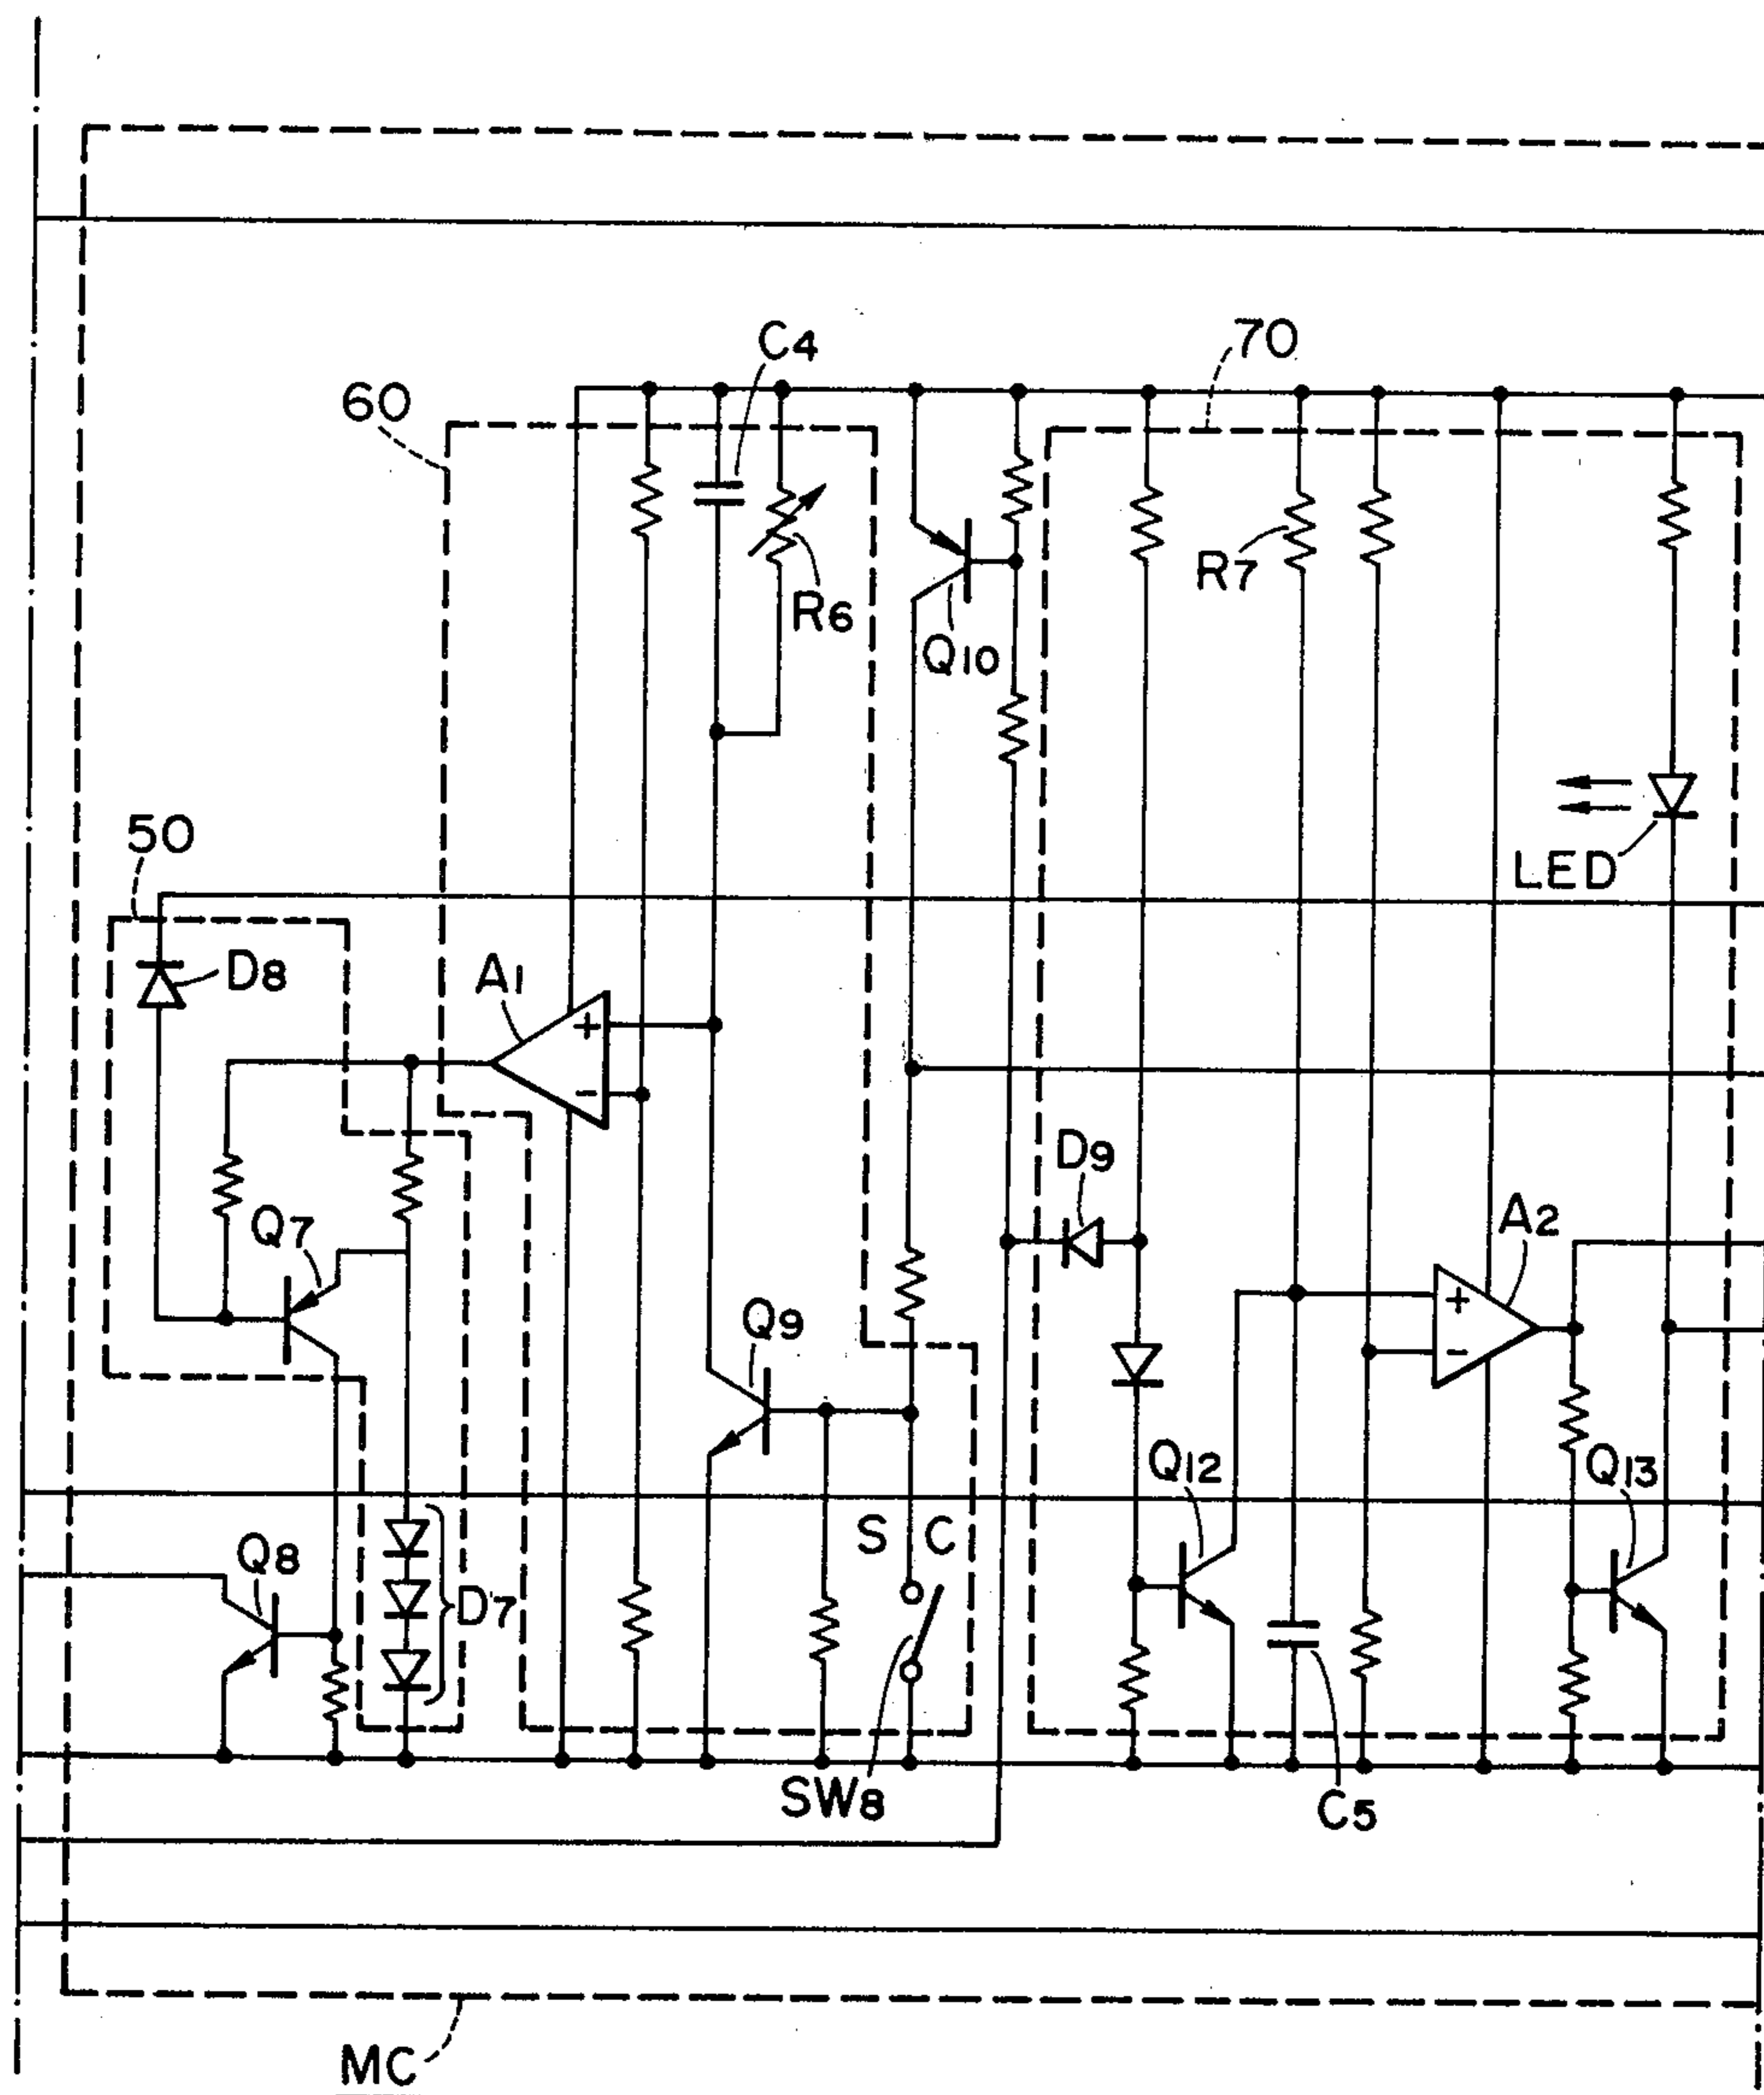 C4
70
60
R6
R7
Q10
50
LED
D8
A1
+
-
D9
Q7
A2
+
-
Q9
Q12
Q13
S C
Q8
D7
SW8
C5
MC